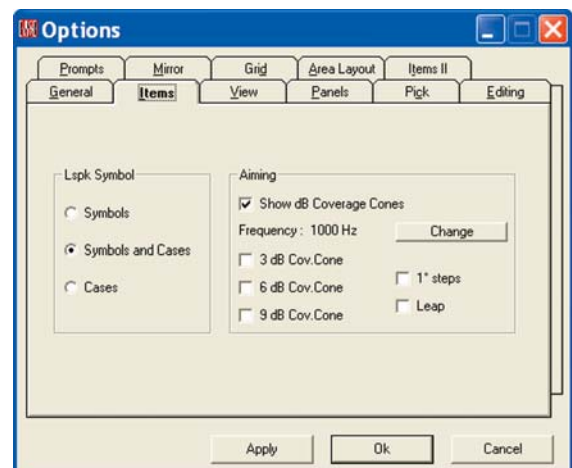 Options
Prompts Mirror Grid Area Layout Items II
General Items View Panels Pick Editing
Lspk Symbol
Symbols
Symbols and Cases
Cases
Aiming
Show dB Coverage Cones
Frequency : 1000 Hz Change
3 dB Cov.Cone
6 dB Cov.Cone
9 dB Cov.Cone
1° steps
Leap
Apply Ok Cancel